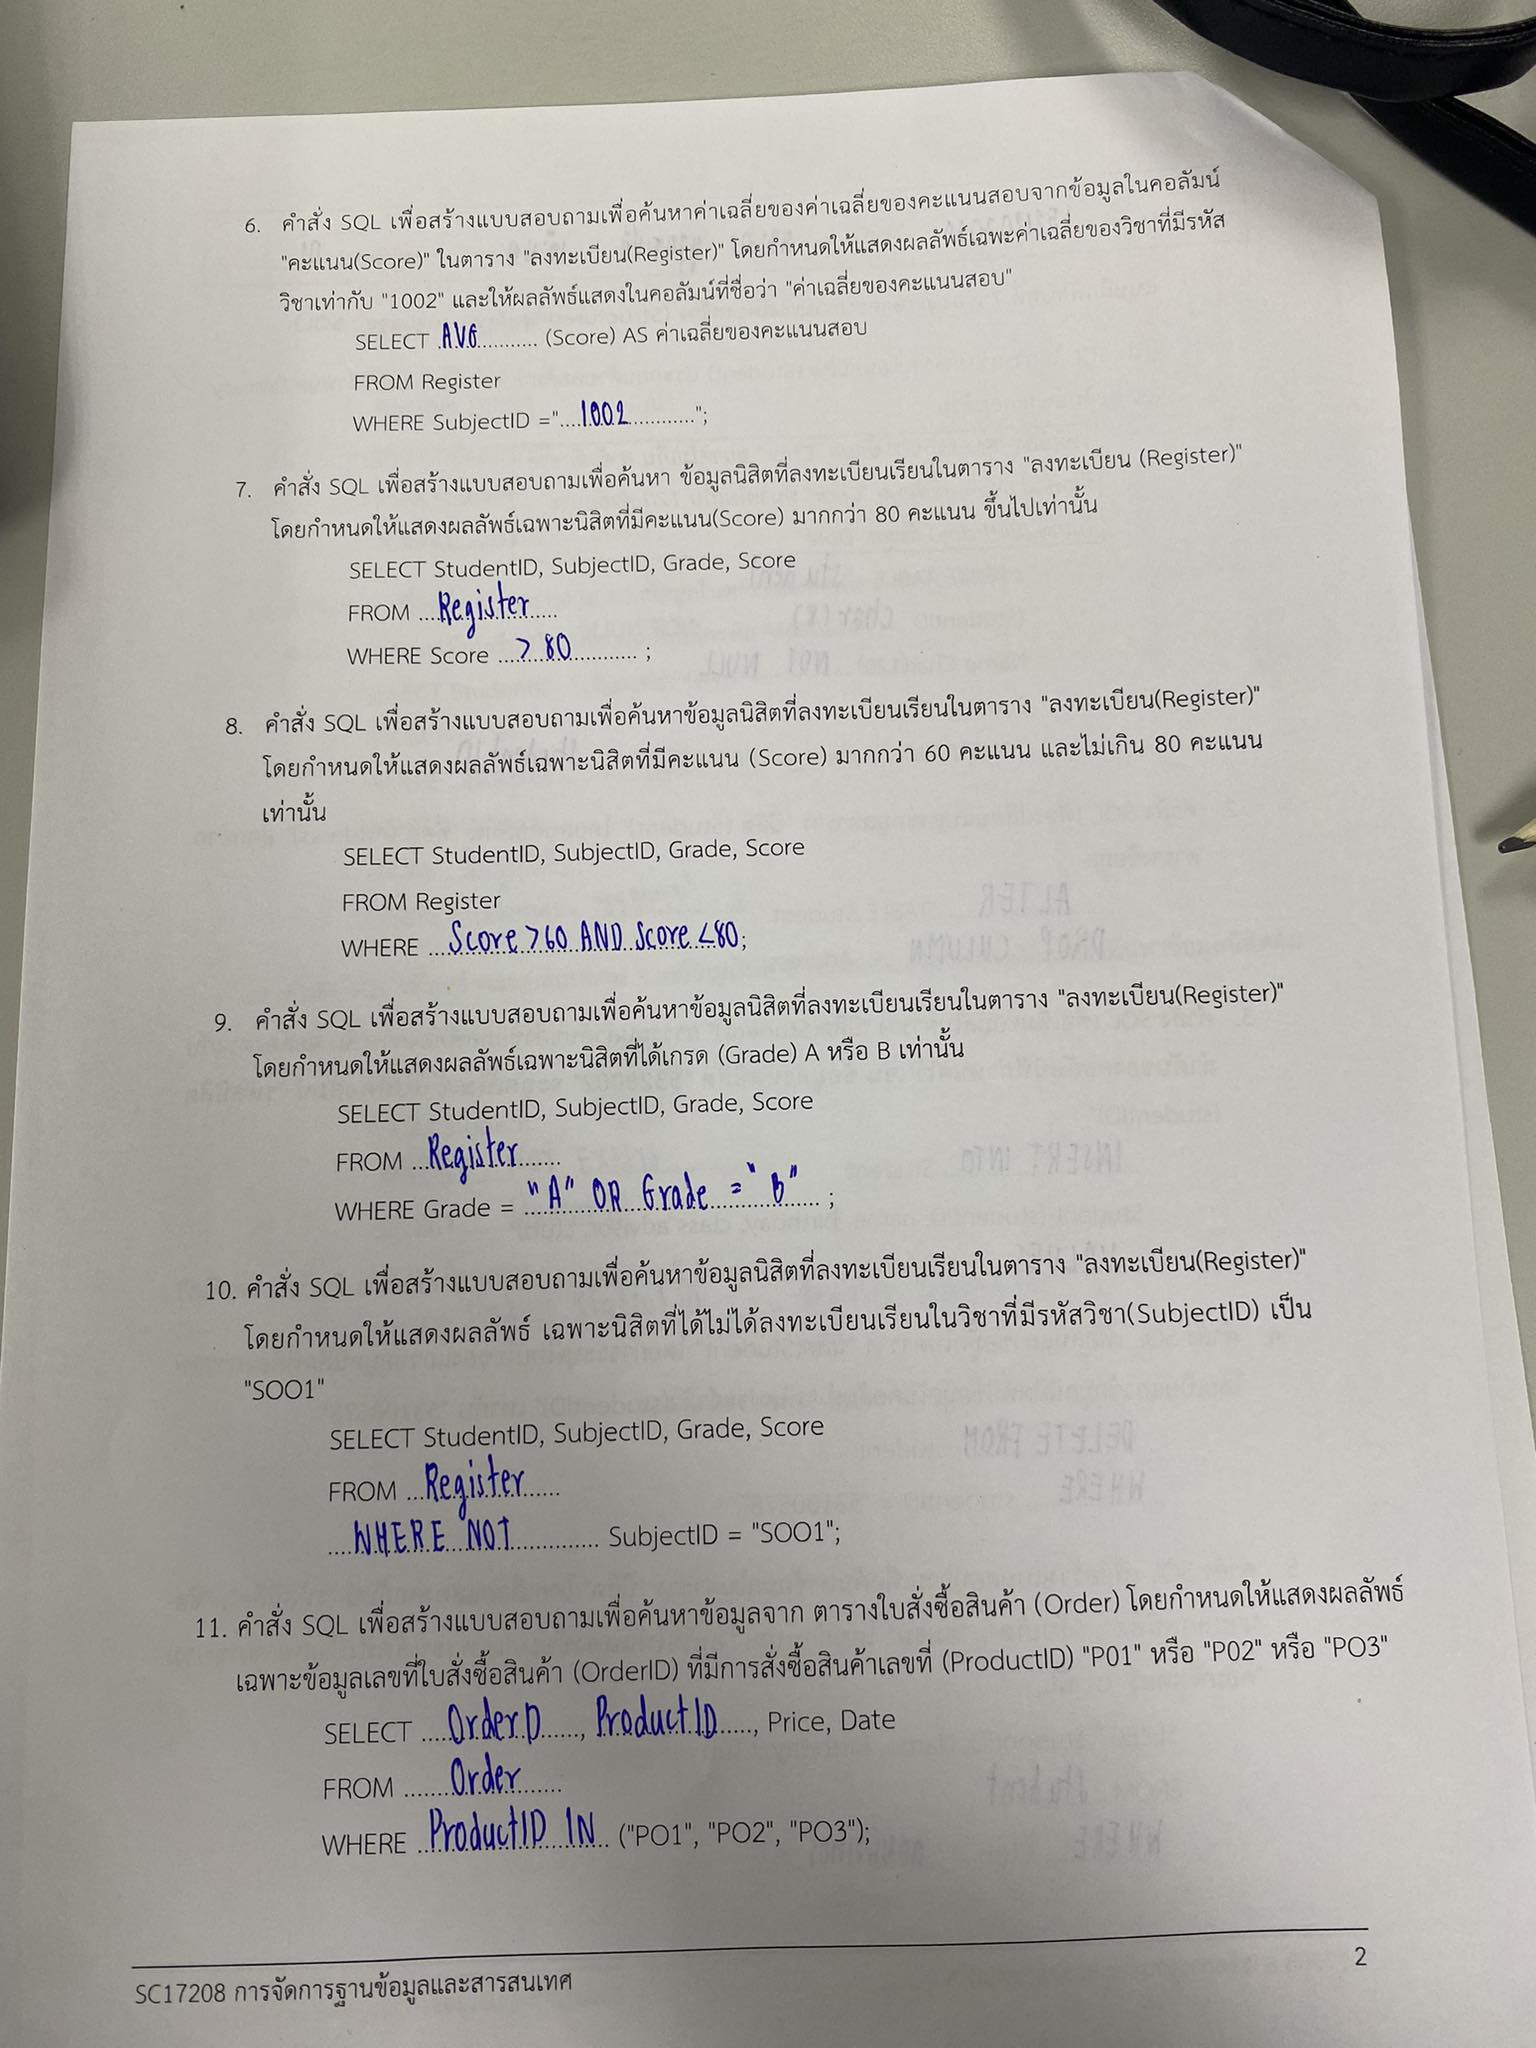 6. คำสั่ง SQL เพื่อสร้างแบบสอบถามเพื่อค้นหาค่าเฉลี่ยของค่าเฉลี่ยของคะแนนสอบจากข้อมูลในคอลัมน์
"คะแนน(Score)" ในตาราง "ลงทะเบียน(Register)" โดยกำหนดให้แสดงผลลัพธ์เฉพะค่าเฉลี่ยของวิชาที่มีรหัส
วิชาเท่ากับ "1002" และให้ผลลัพธ์แสดงในคอลัมน์ที่ชื่อว่า "ค่าเฉลี่ยของคะแนนสอบ"
SELECT AVG (Score) AS ค่าเฉลี่ยของคะแนนสอบ
FROM Register
WHERE SubjectID ="1002";
7. คำสั่ง SQL เพื่อสร้างแบบสอบถามเพื่อค้นหา ข้อมูลนิสิตที่ลงทะเบียนเรียนในตาราง "ลงทะเบียน (Register)"
โดยกำหนดให้แสดงผลลัพธ์เฉพาะนิสิตที่มีคะแนน(Score) มากกว่า 80 คะแนน ขึ้นไปเท่านั้น
SELECT StudentID, SubjectID, Grade, Score
FROM Register
WHERE Score > 80 ;
8. คำสั่ง SQL เพื่อสร้างแบบสอบถามเพื่อค้นหาข้อมูลนิสิตที่ลงทะเบียนเรียนในตาราง "ลงทะเบียน(Register)"
โดยกำหนดให้แสดงผลลัพธ์เฉพาะนิสิตที่มีคะแนน (Score) มากกว่า 60 คะแนน และไม่เกิน 80 คะแนน
เท่านั้น
SELECT StudentID, SubjectID, Grade, Score
FROM Register
WHERE Score >60 AND Score <80;
9. คำสั่ง SQL เพื่อสร้างแบบสอบถามเพื่อค้นหาข้อมูลนิสิตที่ลงทะเบียนเรียนในตาราง "ลงทะเบียน(Register)"
โดยกำหนดให้แสดงผลลัพธ์เฉพาะนิสิตที่ได้เกรด (Grade) A หรือ B เท่านั้น
SELECT StudentID, SubjectID, Grade, Score
FROM Register
WHERE Grade = "A" OR Grade = "B" ;
10. คำสั่ง SQL เพื่อสร้างแบบสอบถามเพื่อค้นหาข้อมูลนิสิตที่ลงทะเบียนเรียนในตาราง "ลงทะเบียน(Register)"
โดยกำหนดให้แสดงผลลัพธ์ เฉพาะนิสิตที่ได้ไม่ได้ลงทะเบียนเรียนในวิชาที่มีรหัสวิชา(SubjectID) เป็น
"SOO1"
SELECT StudentID, SubjectID, Grade, Score
FROM Register
WHERE NOT SubjectID = "SOO1";
11. คำสั่ง SQL เพื่อสร้างแบบสอบถามเพื่อค้นหาข้อมูลจาก ตารางใบสั่งซื้อสินค้า (Order) โดยกำหนดให้แสดงผลลัพธ์
เฉพาะข้อมูลเลขที่ใบสั่งซื้อสินค้า (OrderID) ที่มีการสั่งซื้อสินค้าเลขที่ (ProductID) "P01" หรือ "P02" หรือ "PO3"
SELECT OrderD, ProductID, Price, Date
FROM Order
WHERE ProductID IN ("PO1", "PO2", "PO3");
2
SC17208 การจัดการฐานข้อมูลและสารสนเทศ